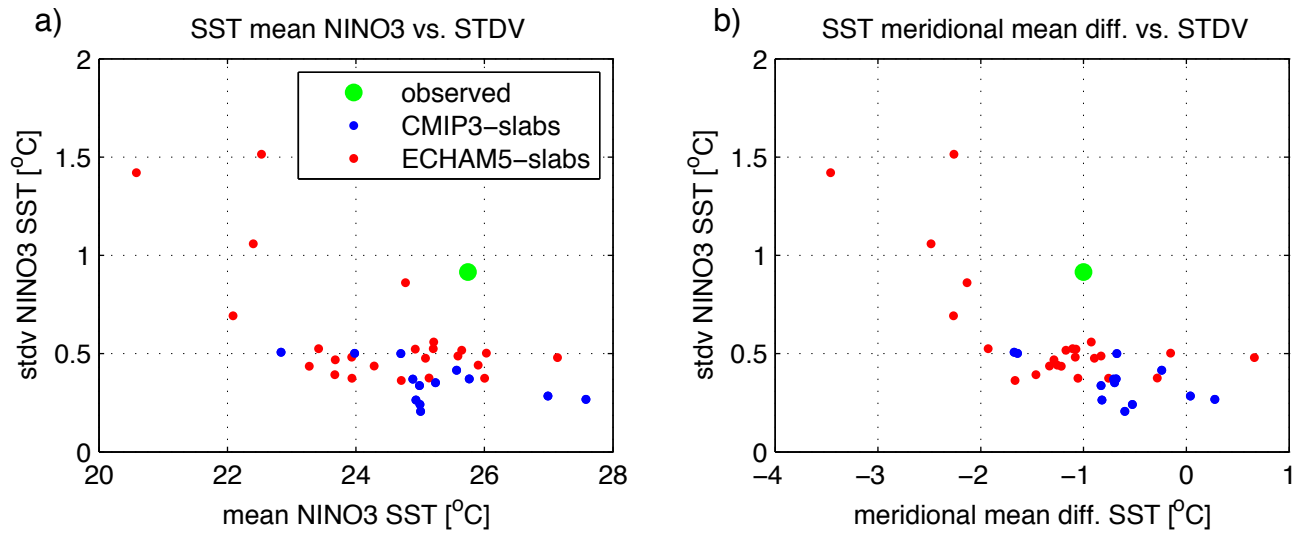 a)
SST mean NINO3 vs. STDV
2
1.5
1
0.5
0
stdv NINO3 SST [°C]
observed
CMIP3−slabs
ECHAM5−slabs
20 22 24 26 28
mean NINO3 SST [°C]
b)
SST meridional mean diff. vs. STDV
2
1.5
1
0.5
0
stdv NINO3 SST [°C]
−4 −3 −2 −1 0 1
meridional mean diff. SST [°C]